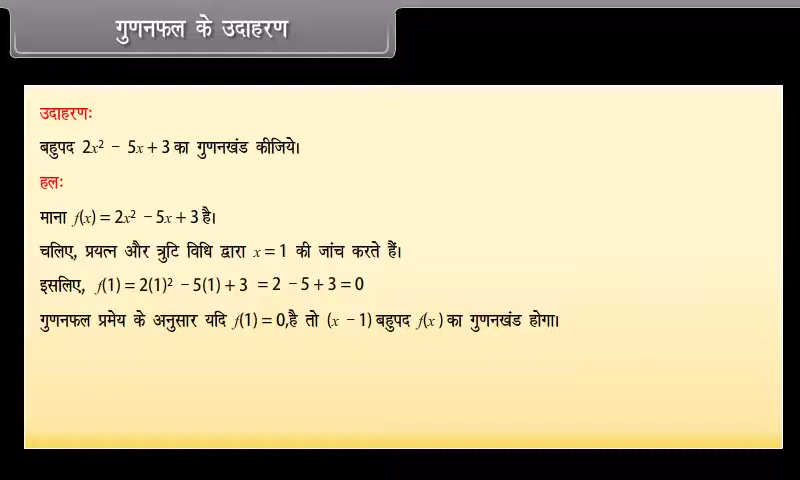 गुणनफल के उदाहरण
उदाहरणः
बहुपद 2x² - 5x + 3 का गुणनखंड कीजिये।
हलः
माना f(x) = 2x² - 5x + 3 है।
चलिए, प्रयत्न और त्रुटि विधि द्वारा x = 1 की जांच करते हैं।
इसलिए, f(1) = 2(1)² - 5(1) + 3 = 2 - 5 + 3 = 0
गुणनफल प्रमेय के अनुसार यदि f(1) = 0,है तो (x - 1) बहुपद f(x) का गुणनखंड होगा।